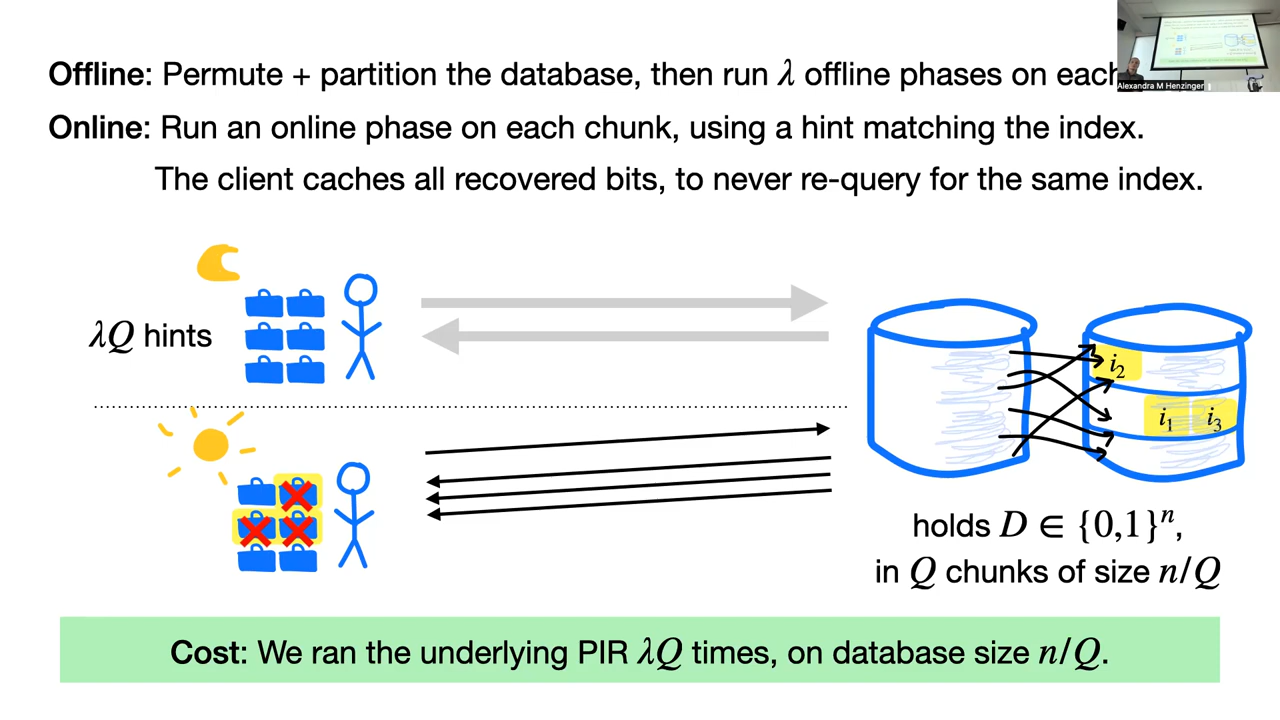 Offline: Permute + partition the database, then run λ offline phases on each
Alexandra M Henzinger
Online: Run an online phase on each chunk, using a hint matching the index.
The client caches all recovered bits, to never re-query for the same index.
λQ hints
i₂
i₁ i₃
holds D ∈ {0,1}ⁿ,
in Q chunks of size n/Q
Cost: We ran the underlying PIR λQ times, on database size n/Q.